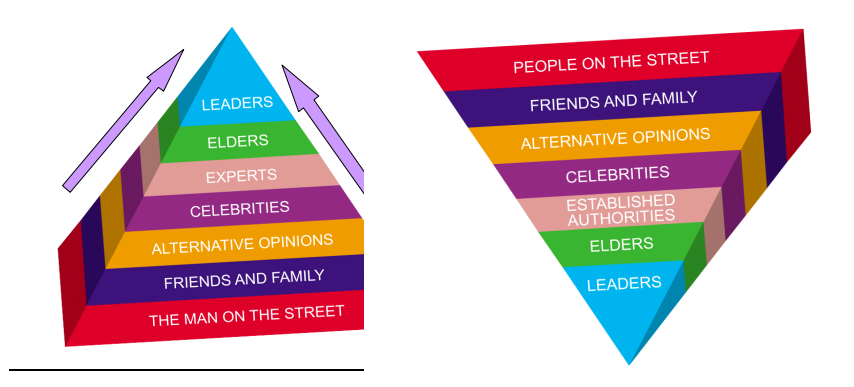 LEADERS
ELDERS
EXPERTS
CELEBRITIES
ALTERNATIVE OPINIONS
FRIENDS AND FAMILY
THE MAN ON THE STREET
PEOPLE ON THE STREET
FRIENDS AND FAMILY
ALTERNATIVE OPINIONS
CELEBRITIES
ESTABLISHED
AUTHORITIES
ELDERS
LEADERS